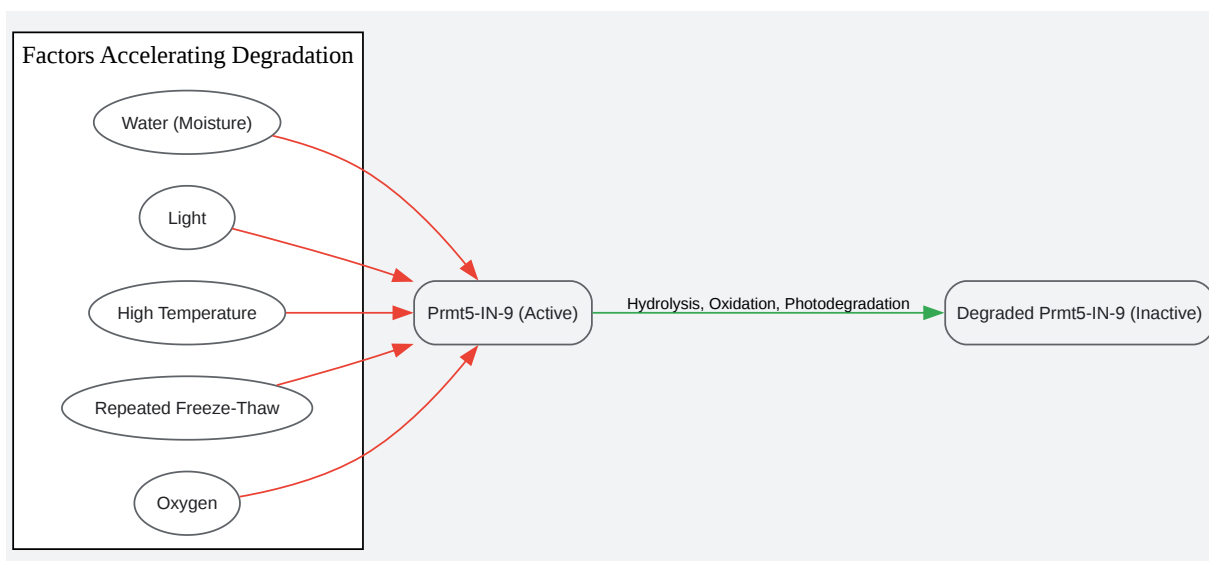 Factors Accelerating Degradation
Water (Moisture)
Light
High Temperature
Repeated Freeze-Thaw
Oxygen
Prmt5-IN-9 (Active)
Hydrolysis, Oxidation, Photodegradation
Degraded Prmt5-IN-9 (Inactive)